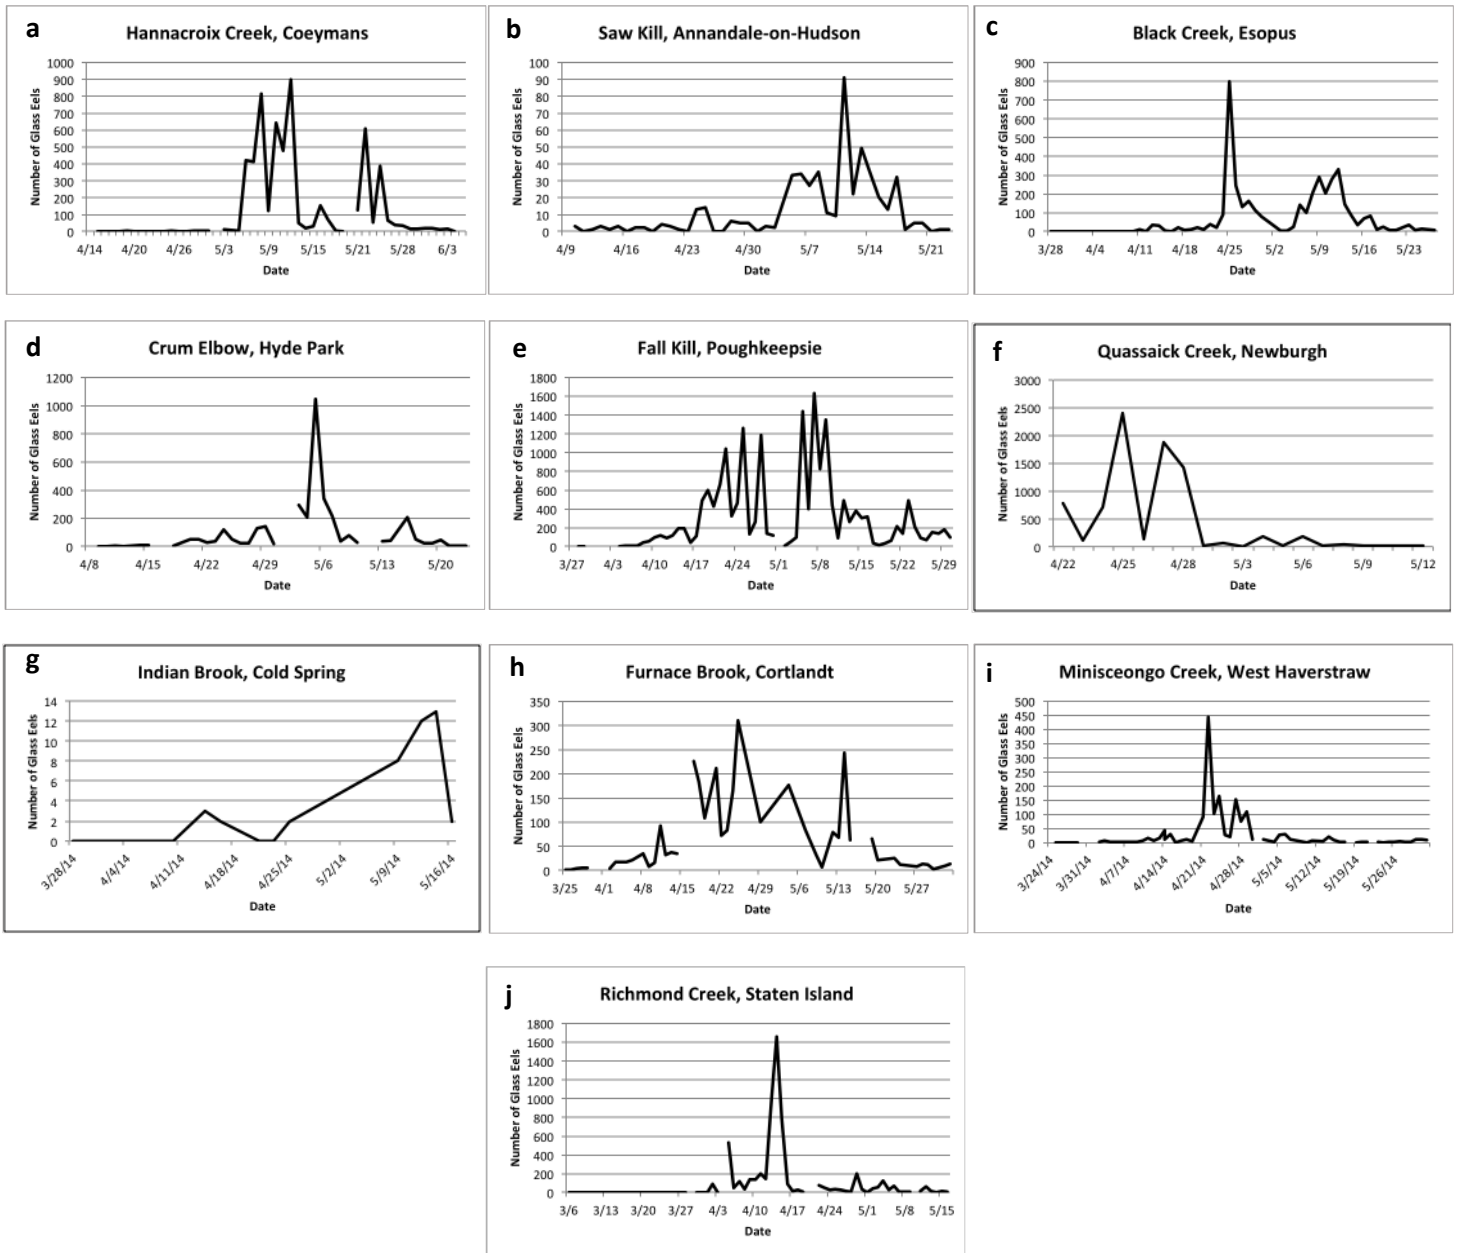 a
Hannacroix Creek, Coeymans
Number of Glass Eels
1000
900
800
700
600
500
400
300
200
100
0
4/14 4/20 4/26 5/3 5/9 5/15 5/21 5/28 6/3
Date
b
Saw Kill, Annandale-on-Hudson
Number of Glass Eels
100
90
80
70
60
50
40
30
20
10
0
4/9 4/16 4/23 4/30 5/7 5/14 5/21
Date
c
Black Creek, Esopus
Number of Glass Eels
900
800
700
600
500
400
300
200
100
0
3/28 4/4 4/11 4/18 4/25 5/2 5/9 5/16 5/23
Date
d
Crum Elbow, Hyde Park
Number of Glass Eels
1200
1000
800
600
400
200
0
4/8 4/15 4/22 4/29 5/6 5/13 5/20
Date
e
Fall Kill, Poughkeepsie
Number of Glass Eels
1800
1600
1400
1200
1000
800
600
400
200
0
3/27 4/3 4/10 4/17 4/24 5/1 5/8 5/15 5/22 5/29
Date
f
Quassaick Creek, Newburgh
Number of Glass Eels
3000
2500
2000
1500
1000
500
0
4/22 4/25 4/28 5/3 5/6 5/9 5/12
Date
g
Indian Brook, Cold Spring
Number of Glass Eels
14
12
10
8
6
4
2
0
3/28/14 4/4/14 4/11/14 4/18/14 4/25/14 5/2/14 5/9/14 5/16/14
Date
h
Furnace Brook, Cortlandt
Number of Glass Eels
350
300
250
200
150
100
50
0
3/25 4/1 4/8 4/15 4/22 4/29 5/6 5/13 5/20 5/27
Date
i
Minisceongo Creek, West Haverstraw
Number of Glass Eels
500
450
400
350
300
250
200
150
100
50
0
3/24/14 3/31/14 4/7/14 4/14/14 4/21/14 4/28/14 5/5/14 5/12/14 5/19/14 5/26/14
Date
j
Richmond Creek, Staten Island
Number of Glass Eels
1800
1600
1400
1200
1000
800
600
400
200
0
3/6 3/13 3/20 3/27 4/3 4/10 4/17 4/24 5/1 5/8 5/15
Date